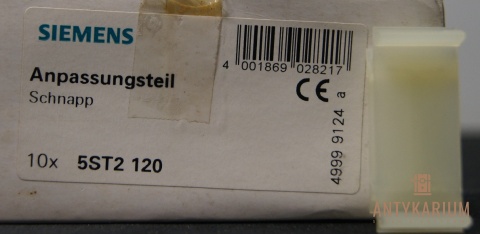 SIEMENS
Anpassungsteil
Schnapp
10x 5ST2 120
4 001869 028217
CE
4999 9124 a
ANTYKARIUM